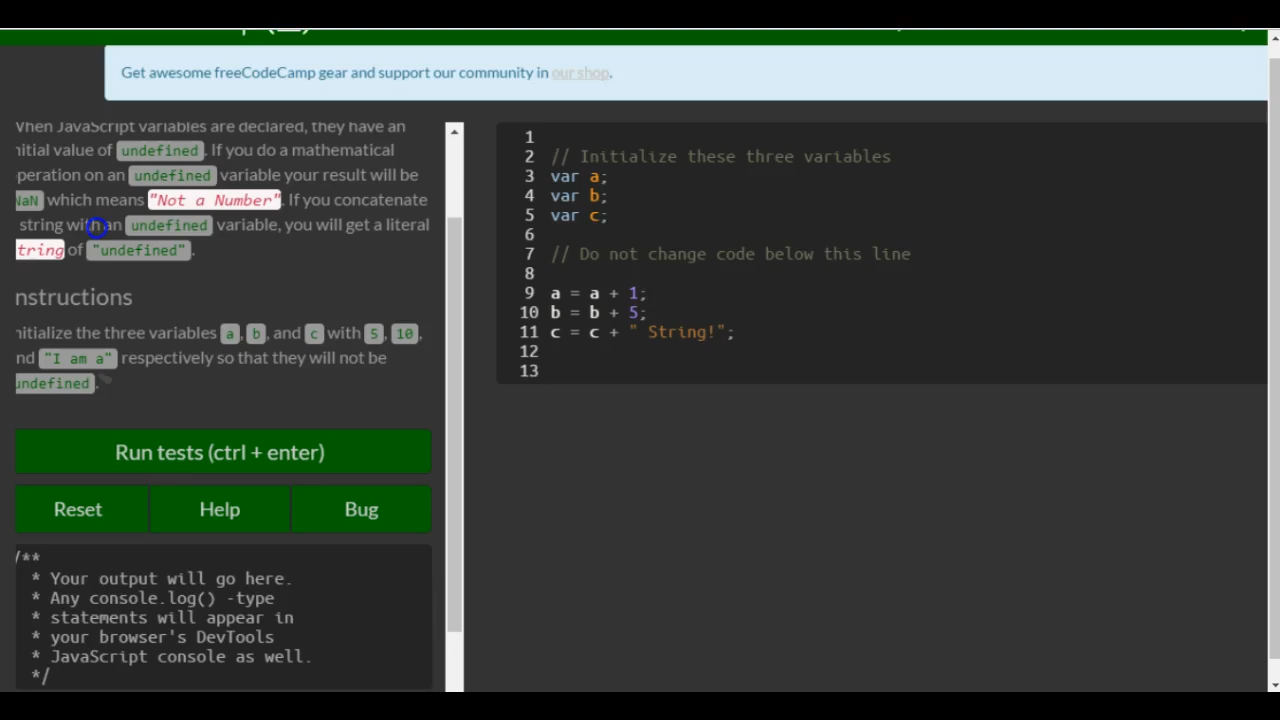 Get awesome freeCodeCamp gear and support our community in our shop.
When JavaScript variables are declared, they have an
nitial value of undefined. If you do a mathematical
peration on an undefined variable your result will be
NaN which means "Not a Number". If you concatenate
string with an undefined variable, you will get a literal
tring of "undefined".
nstructions
nitialize the three variables a, b, and c with 5, 10,
nd "I am a" respectively so that they will not be
undefined.
Run tests (ctrl + enter)
Reset Help Bug
/**
* Your output will go here.
* Any console.log() -type
* statements will appear in
* your browser's DevTools
* JavaScript console as well.
*/
1
2 // Initialize these three variables
3 var a;
4 var b;
5 var c;
6
7 // Do not change code below this line
8
9 a = a + 1;
10 b = b + 5;
11 c = c + " String!";
12
13